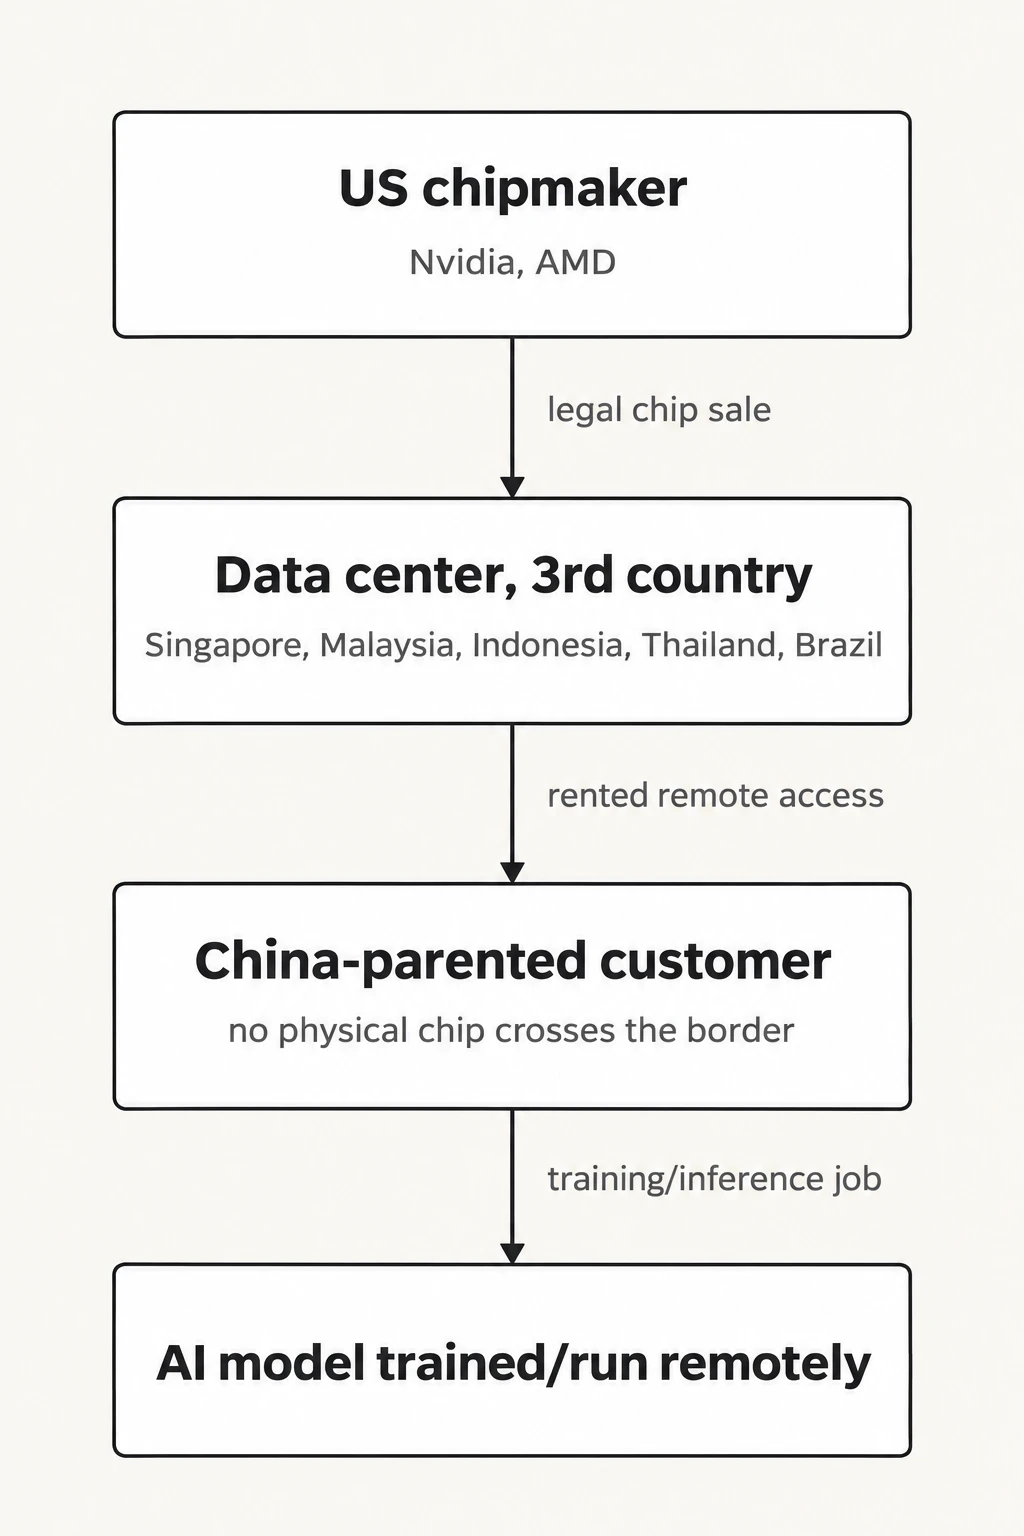 US chipmaker
Nvidia, AMD
legal chip sale
Data center, 3rd country
Singapore, Malaysia, Indonesia, Thailand, Brazil
rented remote access
China-parented customer
no physical chip crosses the border
training/inference job
AI model trained/run remotely